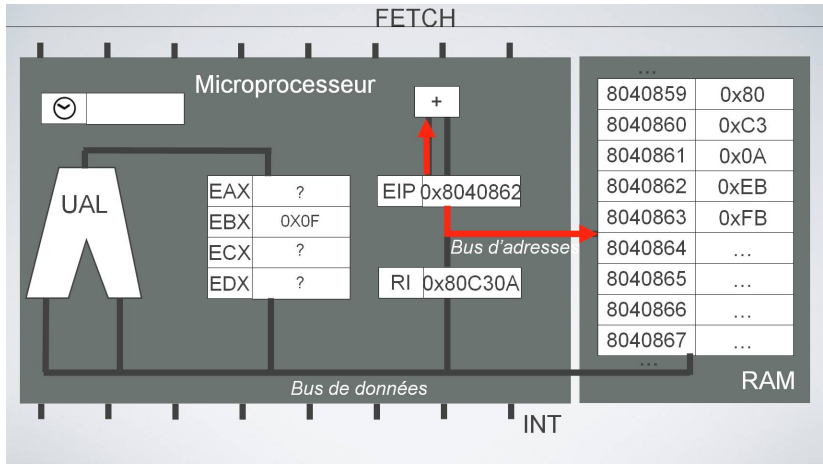 FETCH
Microprocesseur
+
UAL
EAX ?
EBX 0X0F
ECX ?
EDX ?
EIP 0x8040862
Bus d'adresses
RI 0x80C30A
Bus de données
INT
...
8040859 0x80
8040860 0xC3
8040861 0x0A
8040862 0xEB
8040863 0xFB
8040864 ...
8040865 ...
8040866 ...
8040867 ...
...
RAM